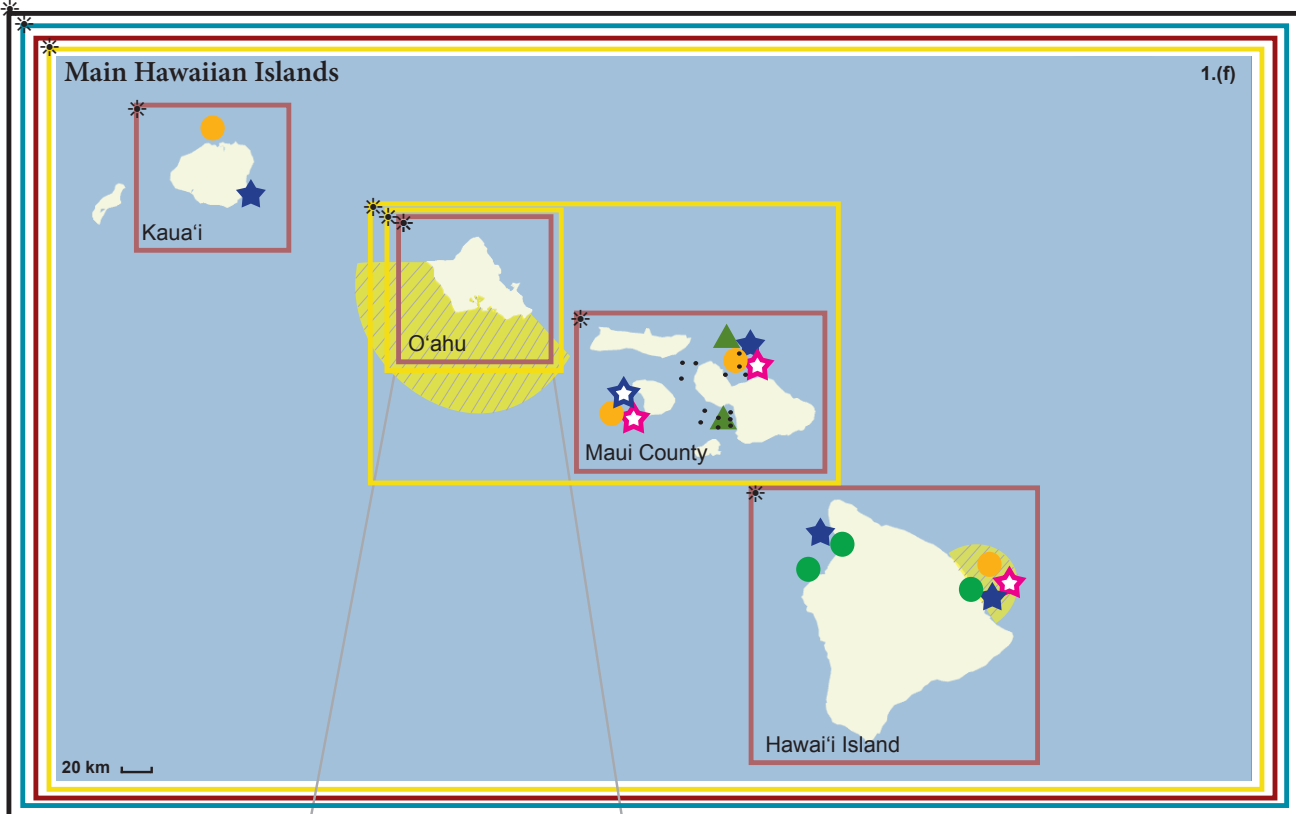 Main Hawaiian Islands
1.(f)
Kauaʻi
Oʻahu
Maui County
Hawaiʻi Island
20 km